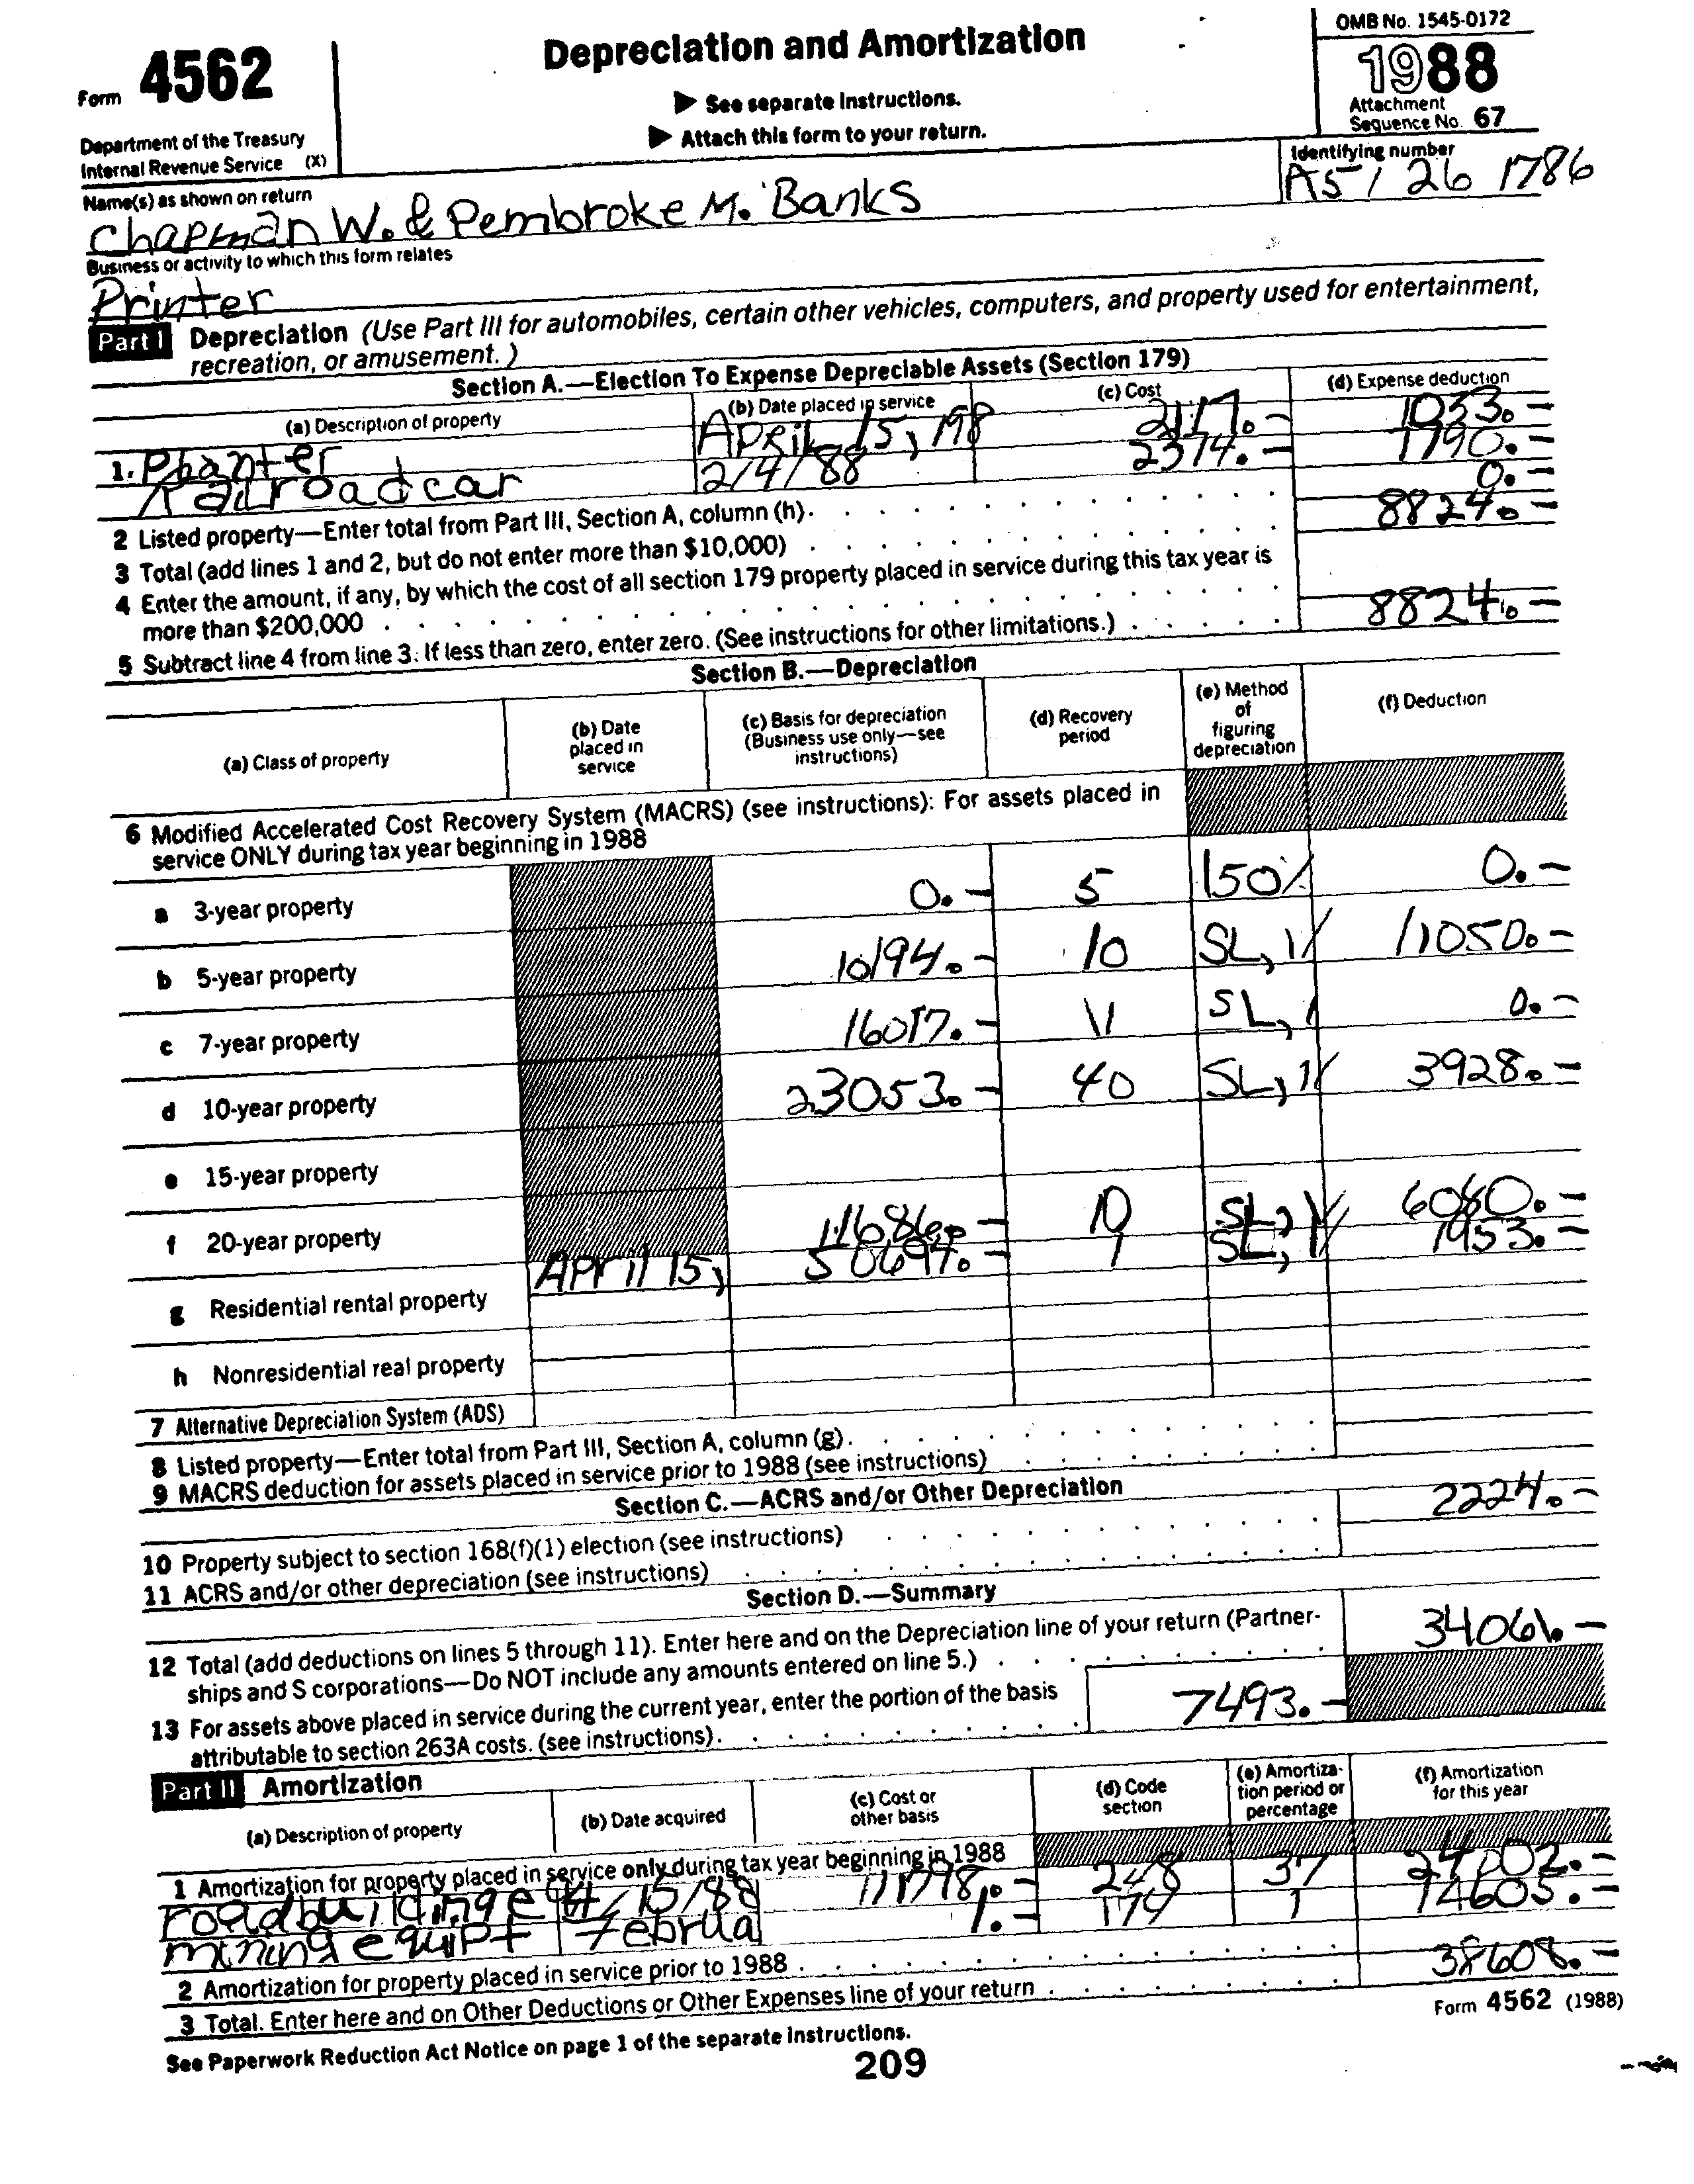 OMB No. 1545-0172
Form 4562
Depreciation and Amortization
1988
▶ See separate Instructions.
▶ Attach this form to your return.
Attachment
Sequence No. 67
Department of the Treasury
Internal Revenue Service (X)
Name(s) as shown on return
Identifying number
Chapman W. & Pembroke M. Banks
Business or activity to which this form relates
Printer
Part I Depreciation (Use Part III for automobiles, certain other vehicles, computers, and property used for entertainment,
recreation, or amusement.)
Section A.—Election To Expense Depreciable Assets (Section 179)
(a) Description of property (b) Date placed in service (c) Cost (d) Expense deduction
1. April 15, 198 2117.- 1033.-
Railroadcar 2/4/88 2374.- 1790.-
2 Listed property—Enter total from Part III, Section A, column (h) 0.-
3 Total (add lines 1 and 2, but do not enter more than $10,000) 8824.-
4 Enter the amount, if any, by which the cost of all section 179 property placed in service during this tax year is
more than $200,000
5 Subtract line 4 from line 3. If less than zero, enter zero. (See instructions for other limitations.) 8824.-
Section B.—Depreciation
(a) Class of property
(b) Date
placed in
service
(c) Basis for depreciation
(Business use only—see
instructions)
(d) Recovery
period
(e) Method
of
figuring
depreciation
(f) Deduction
6 Modified Accelerated Cost Recovery System (MACRS) (see instructions): For assets placed in
service ONLY during tax year beginning in 1988
a 3-year property 0.- 5 150% 0.-
b 5-year property 10194.- 10 SL, 11050.-
c 7-year property 16017.- 11 SL, 0.-
d 10-year property 23053.- 40 SL, 3928.-
e 15-year property
f 20-year property 11686.- 10 SL, 6080.-
April 15, 50694.- SL, 1953.-
g Residential rental property
h Nonresidential real property
7 Alternative Depreciation System (ADS)
8 Listed property—Enter total from Part III, Section A, column (g)
9 MACRS deduction for assets placed in service prior to 1988 (see instructions)
Section C.—ACRS and/or Other Depreciation
2224.-
10 Property subject to section 168(f)(1) election (see instructions)
11 ACRS and/or other depreciation (see instructions)
Section D.—Summary
12 Total (add deductions on lines 5 through 11). Enter here and on the Depreciation line of your return (Partner-
ships and S corporations—Do NOT include any amounts entered on line 5.) 34061.-
13 For assets above placed in service during the current year, enter the portion of the basis
attributable to section 263A costs. (see instructions) 7493.-
Part II Amortization
(a) Description of property
(b) Date acquired
(c) Cost or
other basis
(d) Code
section
(e) Amortiza-
tion period or
percentage
(f) Amortization
for this year
1 Amortization for property placed in service only during tax year beginning in 1988
roadbuilding e 4/15/88 248 37
mining equipt Februa 1.- 179 1 14605.-
2 Amortization for property placed in service prior to 1988
3 Total. Enter here and on Other Deductions or Other Expenses line of your return 38608.-
See Paperwork Reduction Act Notice on page 1 of the separate Instructions.
Form 4562 (1988)
209